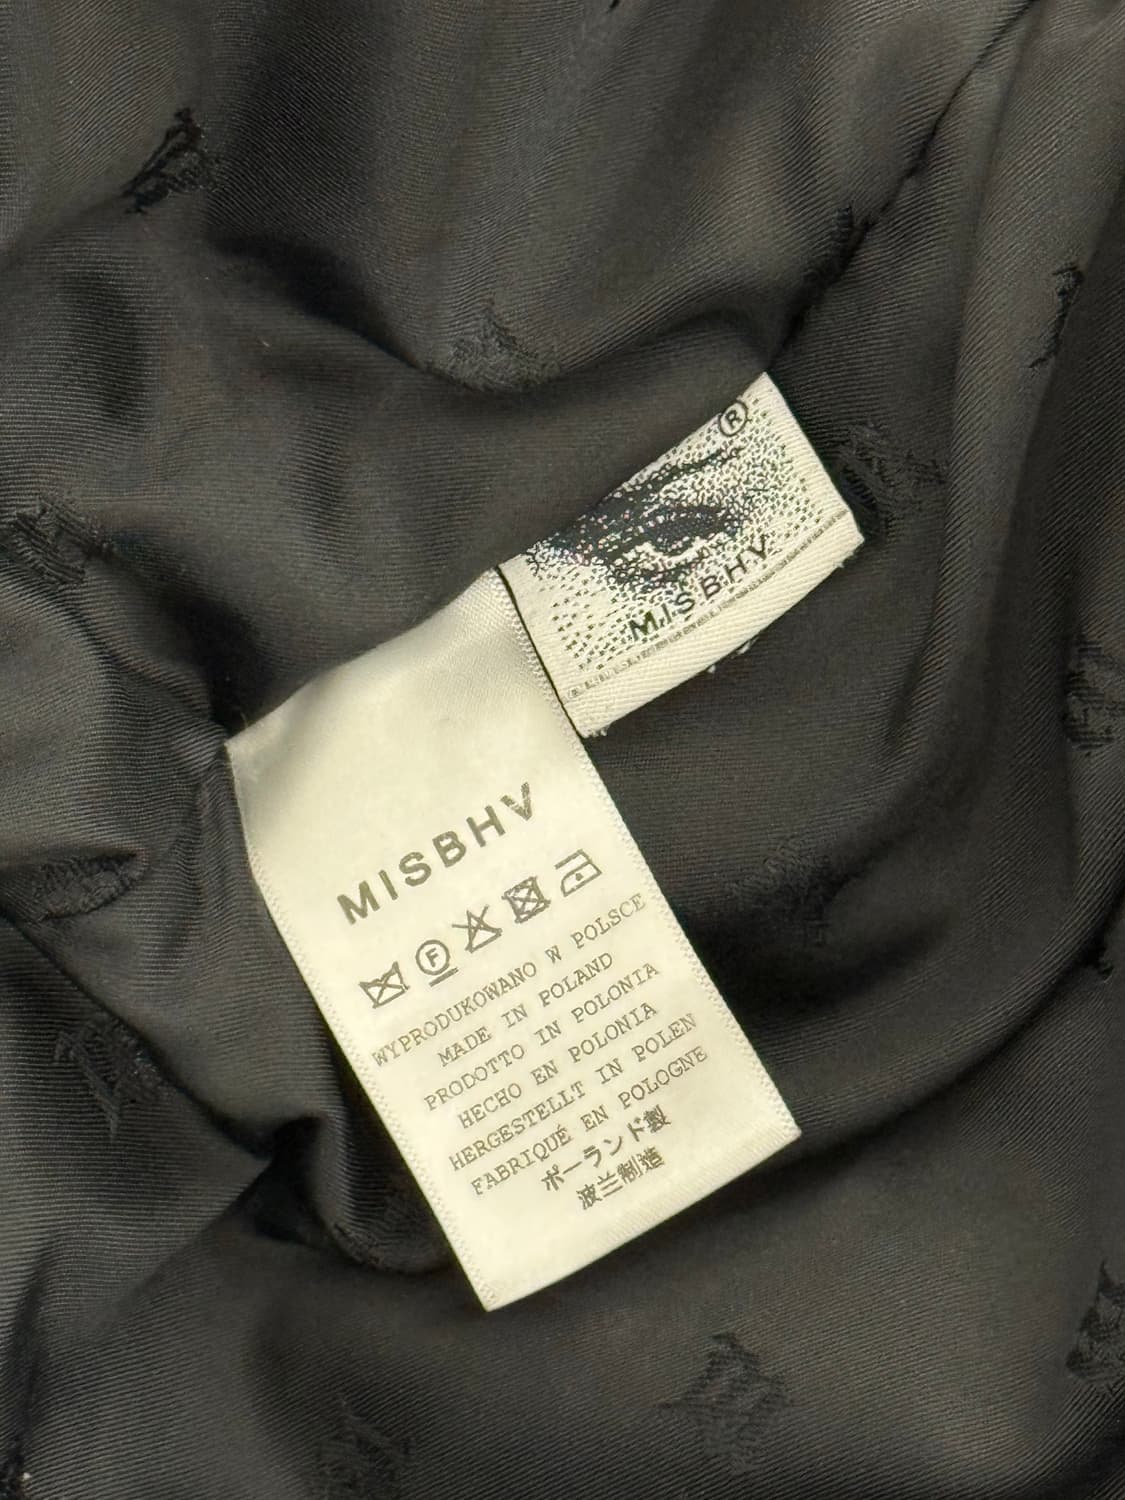 ®
MISBHV
MISBHV
F
WYPRODUKOWANO W POLSCE
MADE IN POLAND
PRODOTTO IN POLONIA
HECHO EN POLONIA
HERGESTELLT IN POLEN
FABRIQUÉ EN POLOGNE
ポーランド製
波兰制造